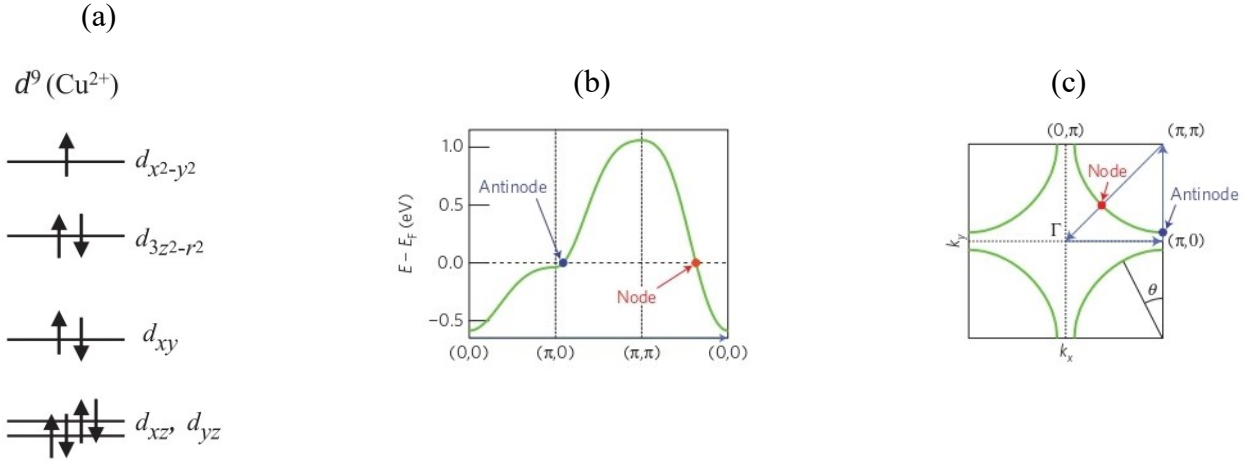 (a)
d⁹ (Cu²⁺)
dx²-y²
d3z²-r²
dxy
dxz, dyz
(b)
E − EF (eV)
1.0
0.5
0.0
−0.5
Antinode
Node
(0,0)
(π,0)
(π,π)
(0,0)
(c)
(0,π)
(π,π)
Node
Antinode
Γ
(π,0)
ky
θ
kx